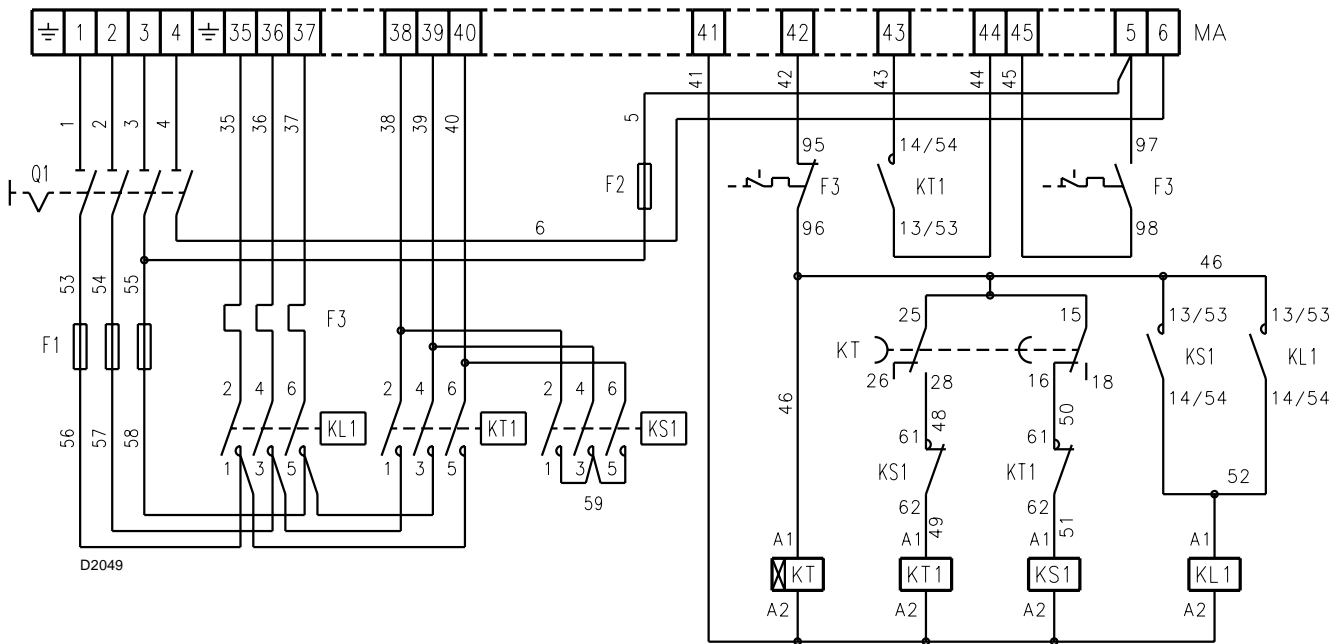 1 2 3 4 35 36 37 38 39 40 41 42 43 44 45 5 6 MA
1 2 3 4 35 36 37 38 39 40 5 41 42 43 44 45
Q1 F2 95 F3 96 14/54 KT1 13/53 97 F3 98
6
53 54 55 46
F1 F3 25 15 13/53 13/53
KT KS1 KL1
26 28 16 18
2 4 6 2 4 6 2 4 6 46 48 50 14/54 14/54
56 57 58 KL1 KT1 KS1 61 61
1 3 5 1 3 5 1 3 5 KS1 KT1 52
59 62 62
49 51
A1 A1 A1 A1
D2049 KT KT1 KS1 KL1
A2 A2 A2 A2